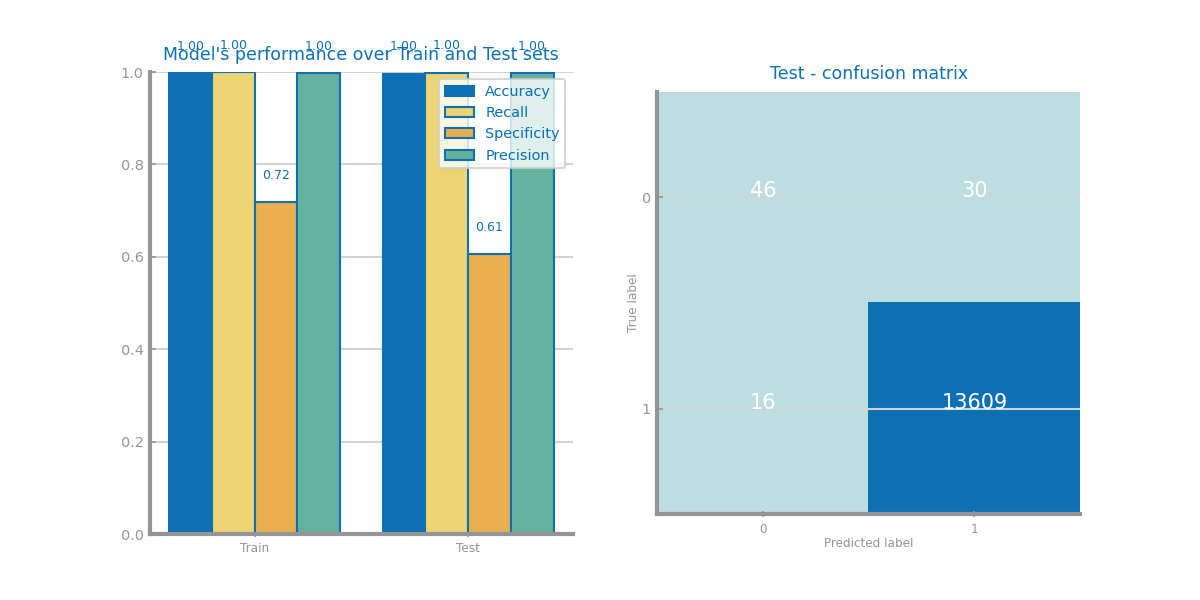 1.00 1.00 1.00 1.00 1.00 1.00
Model's performance over Train and Test sets
1.0
0.8
0.6
0.4
0.2
0.0
0.72
0.61
Accuracy
Recall
Specificity
Precision
Train Test
Test - confusion matrix
True label
0
1
46 30
16 13609
0 1
Predicted label